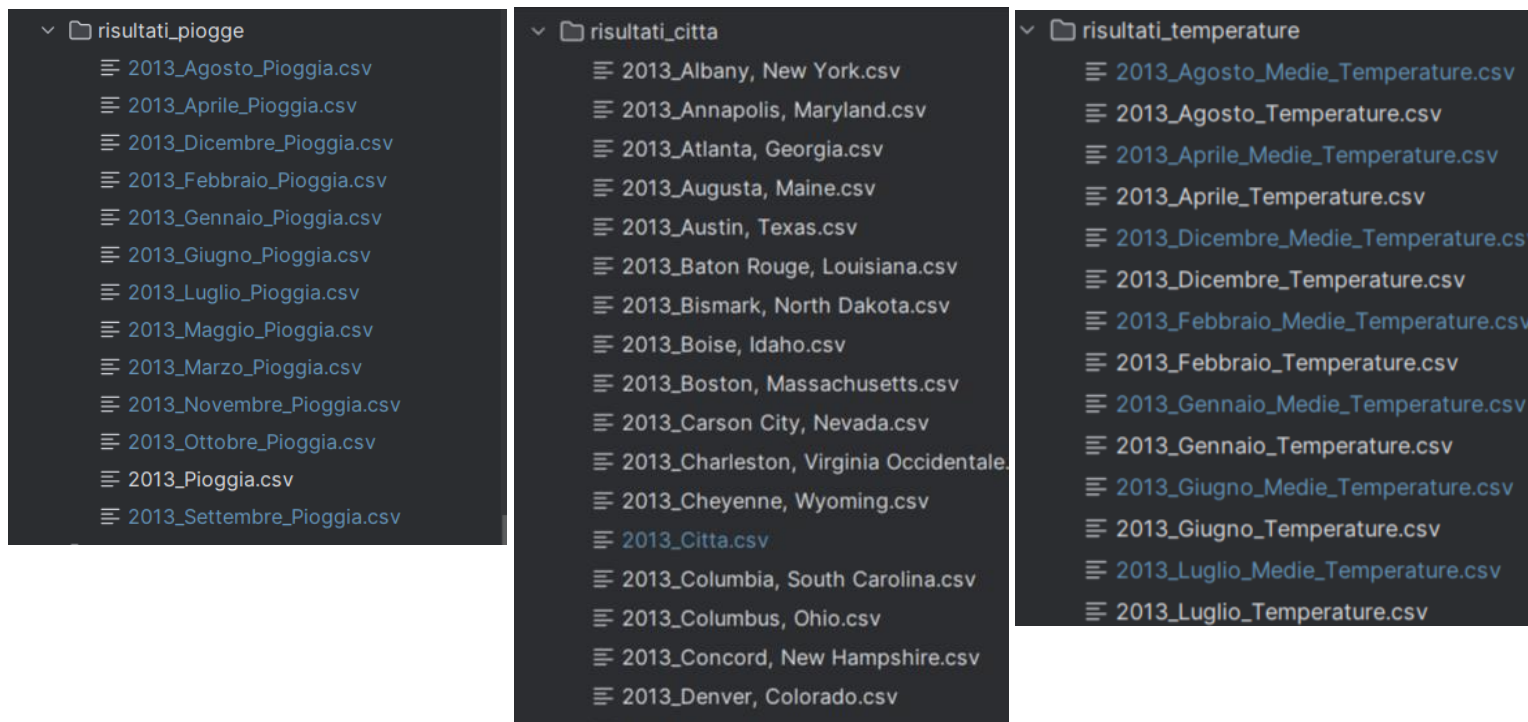 risultati_piogge
2013_Agosto_Pioggia.csv
2013_Aprile_Pioggia.csv
2013_Dicembre_Pioggia.csv
2013_Febbraio_Pioggia.csv
2013_Gennaio_Pioggia.csv
2013_Giugno_Pioggia.csv
2013_Luglio_Pioggia.csv
2013_Maggio_Pioggia.csv
2013_Marzo_Pioggia.csv
2013_Novembre_Pioggia.csv
2013_Ottobre_Pioggia.csv
2013_Pioggia.csv
2013_Settembre_Pioggia.csv
risultati_citta
2013_Albany, New York.csv
2013_Annapolis, Maryland.csv
2013_Atlanta, Georgia.csv
2013_Augusta, Maine.csv
2013_Austin, Texas.csv
2013_Baton Rouge, Louisiana.csv
2013_Bismark, North Dakota.csv
2013_Boise, Idaho.csv
2013_Boston, Massachusetts.csv
2013_Carson City, Nevada.csv
2013_Charleston, Virginia Occidentale.
2013_Cheyenne, Wyoming.csv
2013_Citta.csv
2013_Columbia, South Carolina.csv
2013_Columbus, Ohio.csv
2013_Concord, New Hampshire.csv
2013_Denver, Colorado.csv
risultati_temperature
2013_Agosto_Medie_Temperature.csv
2013_Agosto_Temperature.csv
2013_Aprile_Medie_Temperature.csv
2013_Aprile_Temperature.csv
2013_Dicembre_Medie_Temperature.cs
2013_Dicembre_Temperature.csv
2013_Febbraio_Medie_Temperature.csv
2013_Febbraio_Temperature.csv
2013_Gennaio_Medie_Temperature.csv
2013_Gennaio_Temperature.csv
2013_Giugno_Medie_Temperature.csv
2013_Giugno_Temperature.csv
2013_Luglio_Medie_Temperature.csv
2013_Luglio_Temperature.csv